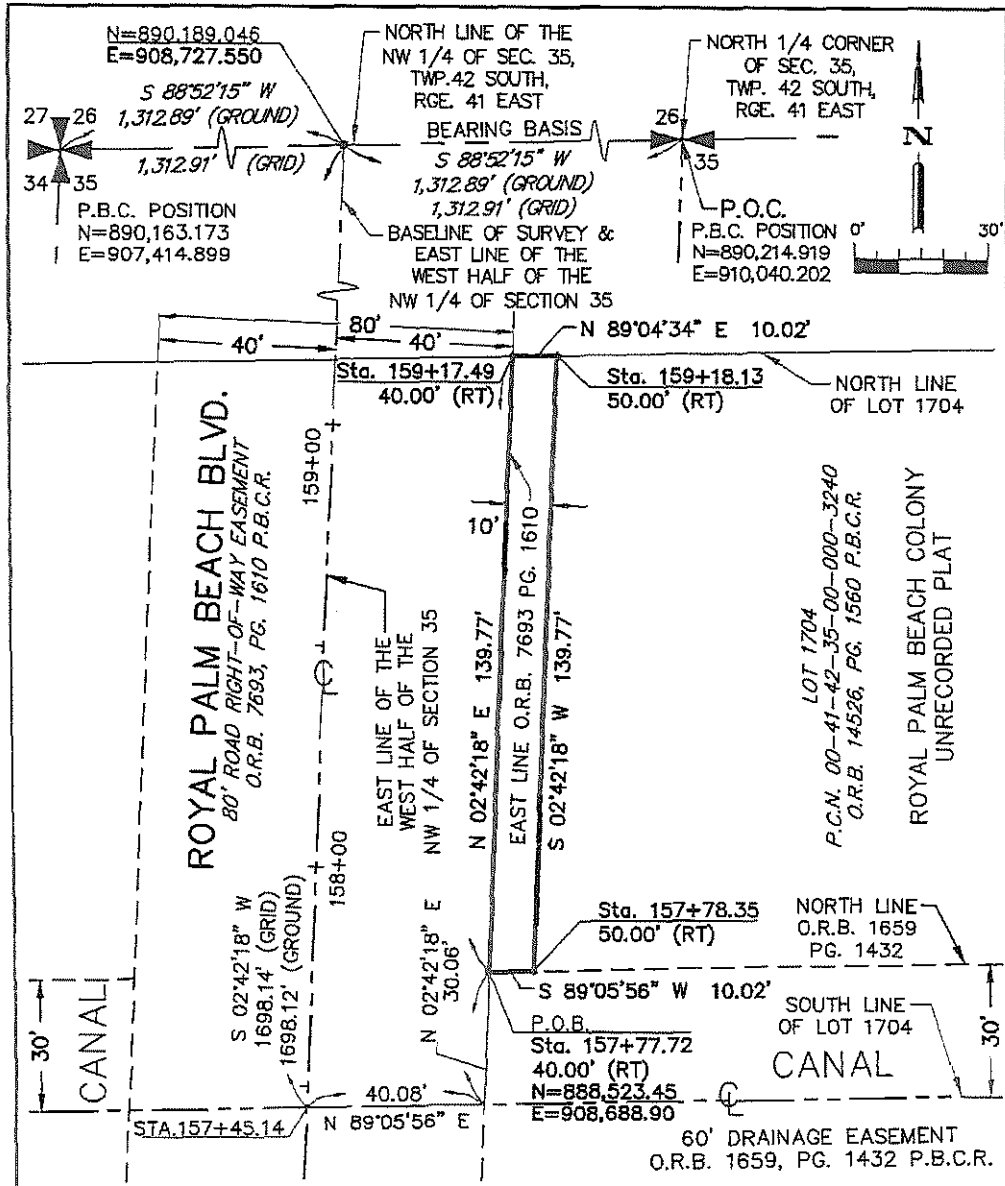 N=890,189.046
E=908,727.550
S 88°52'15" W
1,312.89' (GROUND)
1,312.91' (GRID)
27 26
34 35
P.B.C. POSITION
N=890,163.173
E=907,414.899
NORTH LINE OF THE
NW 1/4 OF SEC. 35,
TWP.42 SOUTH,
RGE. 41 EAST
BEARING BASIS
S 88°52'15" W
1,312.89' (GROUND)
1,312.91' (GRID)
BASELINE OF SURVEY &
EAST LINE OF THE
WEST HALF OF THE
NW 1/4 OF SECTION 35
NORTH 1/4 CORNER
OF SEC. 35,
TWP. 42 SOUTH,
RGE. 41 EAST
26
35
P.O.C.
P.B.C. POSITION
N=890,214.919
E=910,040.202
N
0' 30'
80'
40' 40'
N 89°04'34" E 10.02'
Sta. 159+17.49
40.00' (RT)
Sta. 159+18.13
50.00' (RT)
NORTH LINE
OF LOT 1704
ROYAL PALM BEACH BLVD.
80' ROAD RIGHT-OF-WAY EASEMENT
O.R.B. 7693, PG. 1610 P.B.C.R.
159+00
158+00
EAST LINE OF THE
WEST HALF OF THE
NW 1/4 OF SECTION 35
10'
N 02°42'18" E 139.77'
EAST LINE O.R.B. 7693 PG. 1610
S 02°42'18" W 139.77'
LOT 1704
P.C.N. 00-41-42-35-00-000-3240
O.R.B. 14526, PG. 1560 P.B.C.R.
ROYAL PALM BEACH COLONY
UNRECORDED PLAT
S 02°42'18" W
1698.14' (GRID)
1698.12' (GROUND)
N 02°42'18" E
30.06'
Sta. 157+78.35
50.00' (RT)
NORTH LINE
O.R.B. 1659
PG. 1432
S 89°05'56" W 10.02'
P.O.B.
Sta. 157+77.72
40.00' (RT)
N=888,523.45
E=908,688.90
SOUTH LINE
OF LOT 1704
30'
CANAL
CANAL
30'
40.08'
STA.157+45.14
N 89°05'56" E
60' DRAINAGE EASEMENT
O.R.B. 1659, PG. 1432 P.B.C.R.